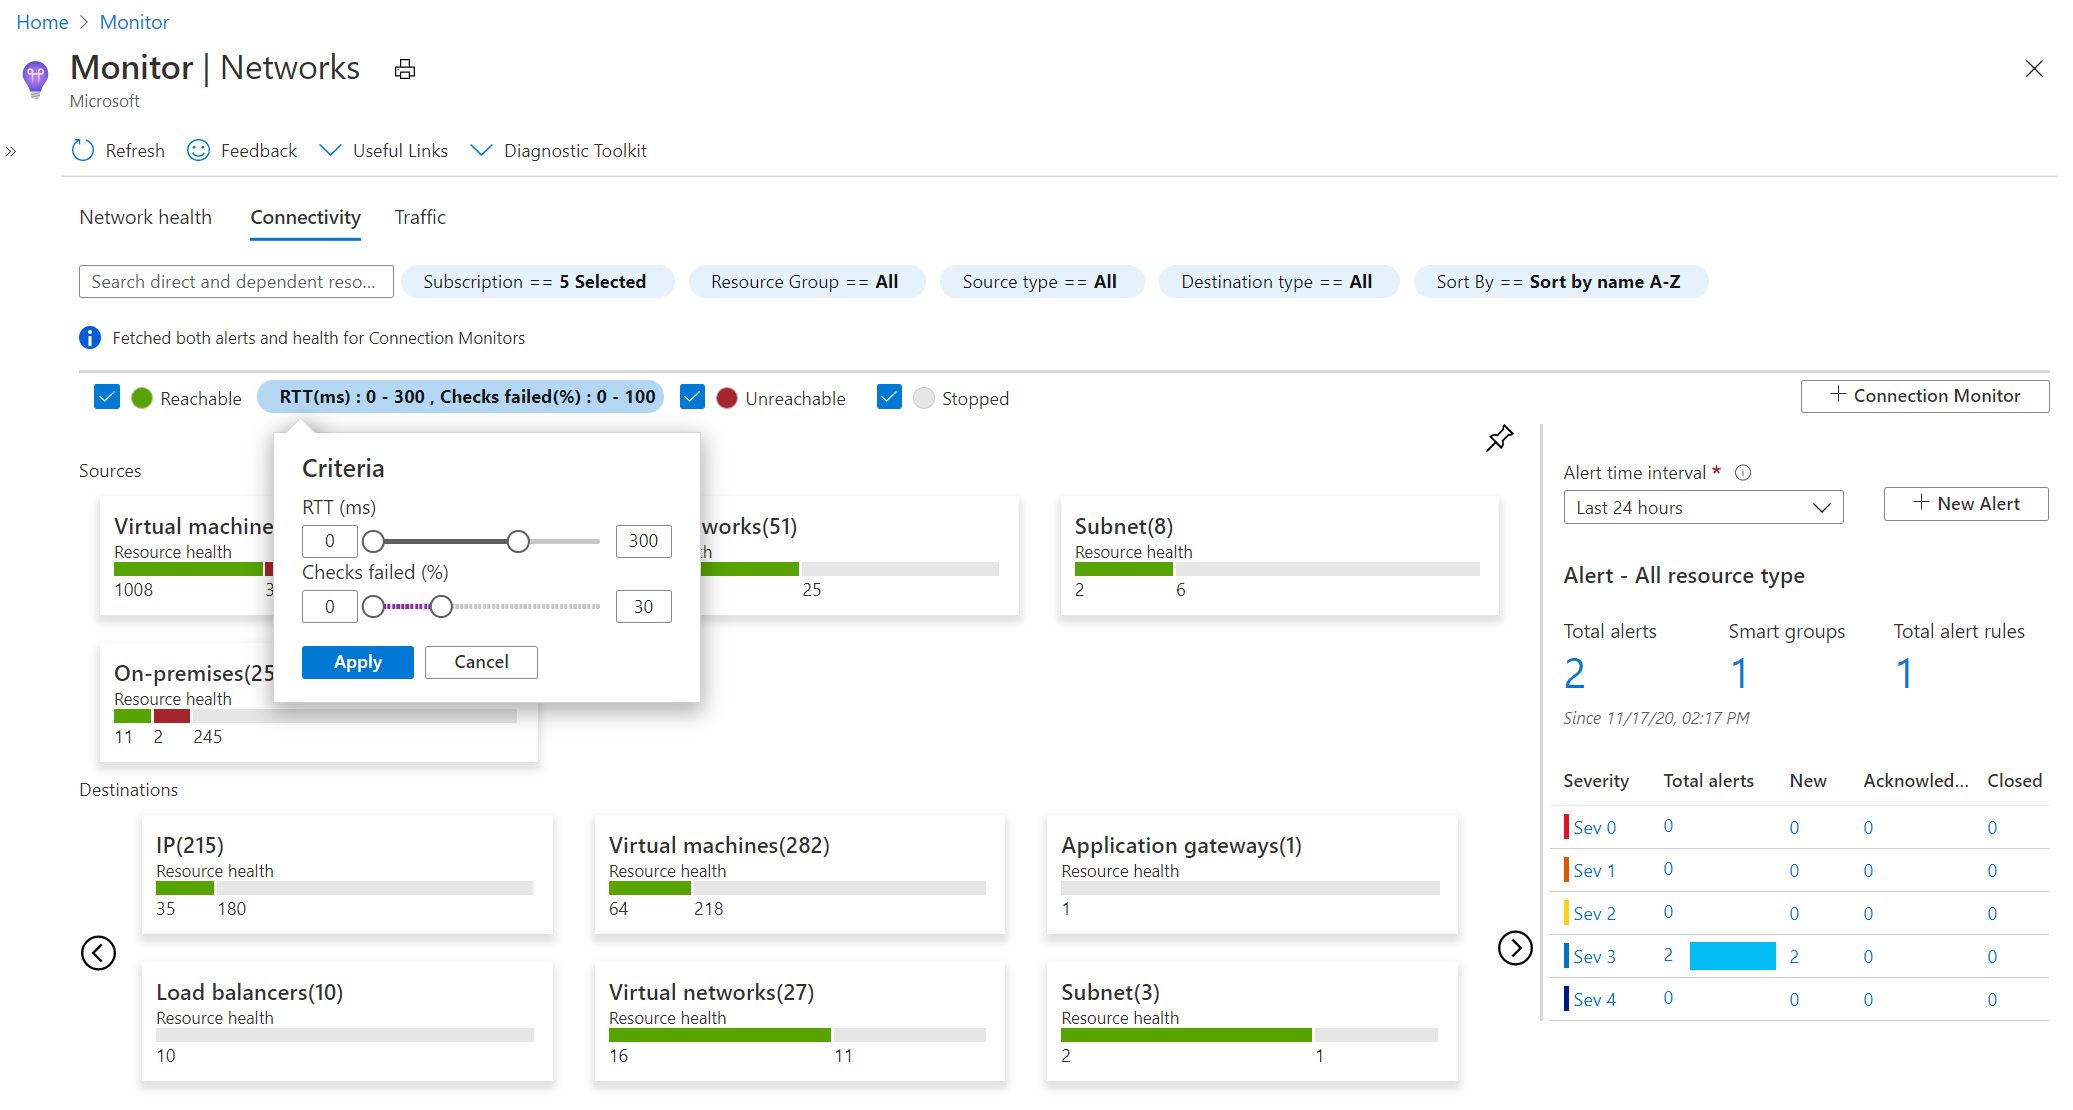 Home > Monitor
Monitor | Networks
Microsoft
Refresh Feedback Useful Links Diagnostic Toolkit
Network health Connectivity Traffic
Search direct and dependent reso... Subscription == 5 Selected Resource Group == All Source type == All Destination type == All Sort By == Sort by name A-Z
Fetched both alerts and health for Connection Monitors
Reachable RTT(ms) : 0 - 300 , Checks failed(%) : 0 - 100 Unreachable Stopped + Connection Monitor
Criteria
RTT (ms)
0 300
Checks failed (%)
0 30
Apply Cancel
Sources
Virtual machine
Resource health
1008 3
works(51)
th
25
Subnet(8)
Resource health
2 6
On-premises(25
Resource health
11 2 245
Destinations
IP(215)
Resource health
35 180
Virtual machines(282)
Resource health
64 218
Application gateways(1)
Resource health
1
Load balancers(10)
Resource health
10
Virtual networks(27)
Resource health
16 11
Subnet(3)
Resource health
2 1
Alert time interval *
Last 24 hours + New Alert
Alert - All resource type
Total alerts Smart groups Total alert rules
2 1 1
Since 11/17/20, 02:17 PM
Severity Total alerts New Acknowled... Closed
Sev 0 0 0 0 0
Sev 1 0 0 0 0
Sev 2 0 0 0 0
Sev 3 2 2 0 0
Sev 4 0 0 0 0